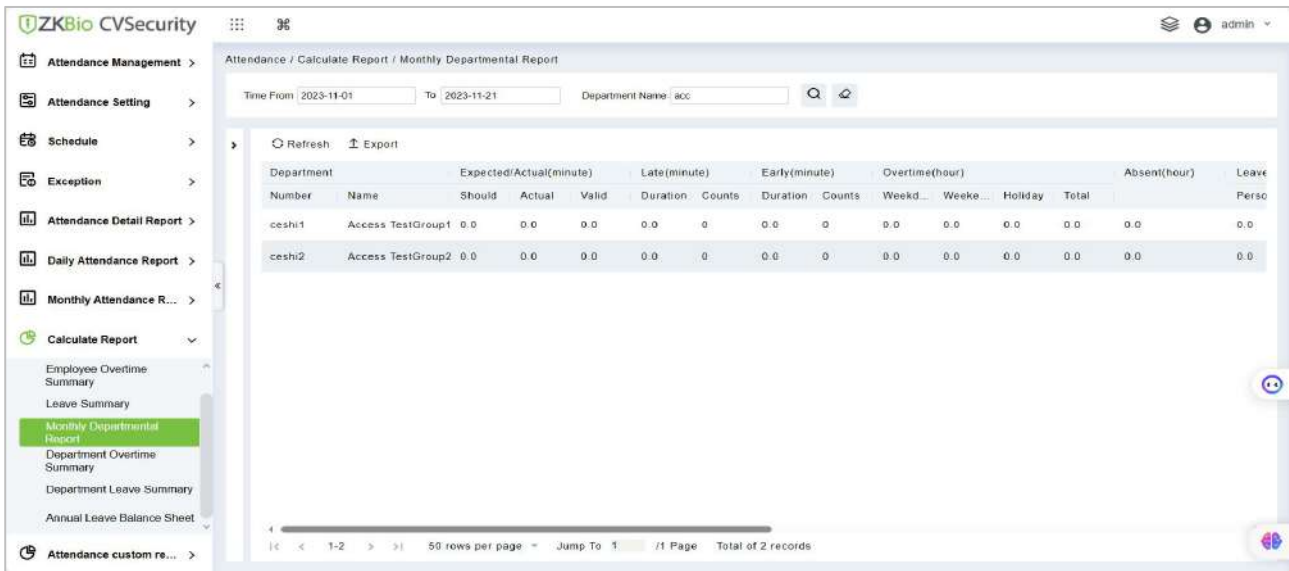 ZKBio CVSecurity
admin
Attendance Management
Attendance Setting
Schedule
Exception
Attendance Detail Report
Daily Attendance Report
Monthly Attendance R...
Calculate Report
Employee Overtime
Summary
Leave Summary
Monthly Departmental
Report
Department Overtime
Summary
Department Leave Summary
Annual Leave Balance Sheet
Attendance custom re...
Attendance / Calculate Report / Monthly Departmental Report
Time From 2023-11-01 To 2023-11-21 Department Name acc
Refresh Export
Department Expected/Actual(minute) Late(minute) Early(minute) Overtime(hour) Absent(hour) Leave
Number Name Should Actual Valid Duration Counts Duration Counts Weekd... Weeke... Holiday Total Perso
ceshi1 Access TestGroup1 0.0 0.0 0.0 0.0 0 0.0 0 0.0 0.0 0.0 0.0 0.0 0.0
ceshi2 Access TestGroup2 0.0 0.0 0.0 0.0 0 0.0 0 0.0 0.0 0.0 0.0 0.0 0.0
1-2 50 rows per page Jump To 1 /1 Page Total of 2 records